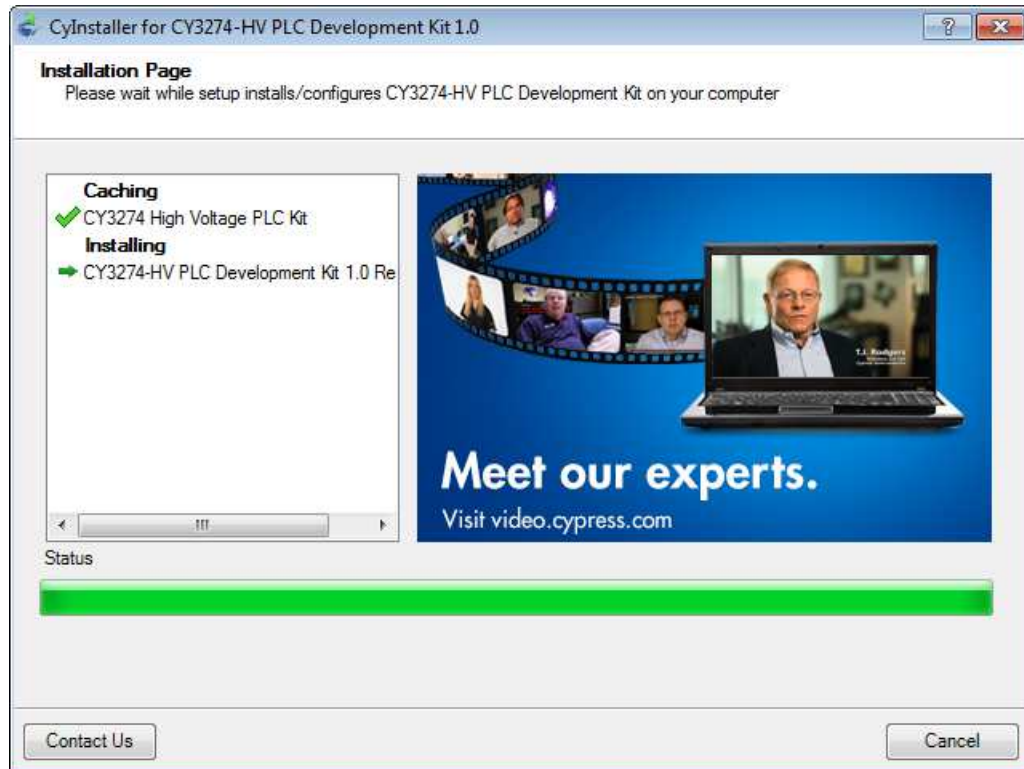 CyInstaller for CY3274-HV PLC Development Kit 1.0
Installation Page
Please wait while setup installs/configures CY3274-HV PLC Development Kit on your computer
Caching
CY3274 High Voltage PLC Kit
Installing
CY3274-HV PLC Development Kit 1.0 Re
T.J. Rodgers
Meet our experts.
Visit video.cypress.com
Status
Contact Us
Cancel